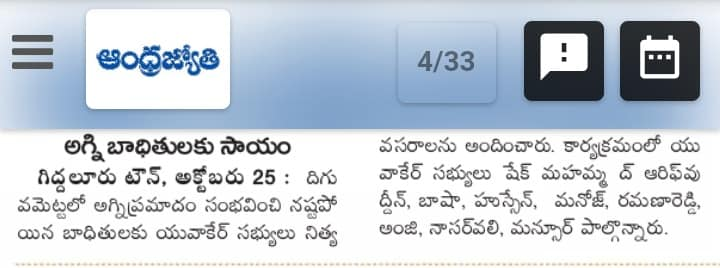 ఆంధ్రజ్యోతి
4/33
అగ్ని బాధితులకు సాయం
గిద్దలూరు టౌన్, అక్టోబరు 25 : దిగు
వమెట్టలో అగ్నిప్రమాదం సంభవించి నష్టపో
యిన బాధితులకు యువాకేర్ సభ్యులు నిత్య
వసరాలను అందించారు. కార్యక్రమంలో యు
వాకేర్ సభ్యులు షేక్ మహమ్మ ద్ ఆరిఫ్‌వు
ద్దీన్, బాషా, హుస్సేన్, మనోజ్, రమణారెడ్డి,
అంజి, నాసర్‌వలి, మన్సూర్ పాల్గొన్నారు.